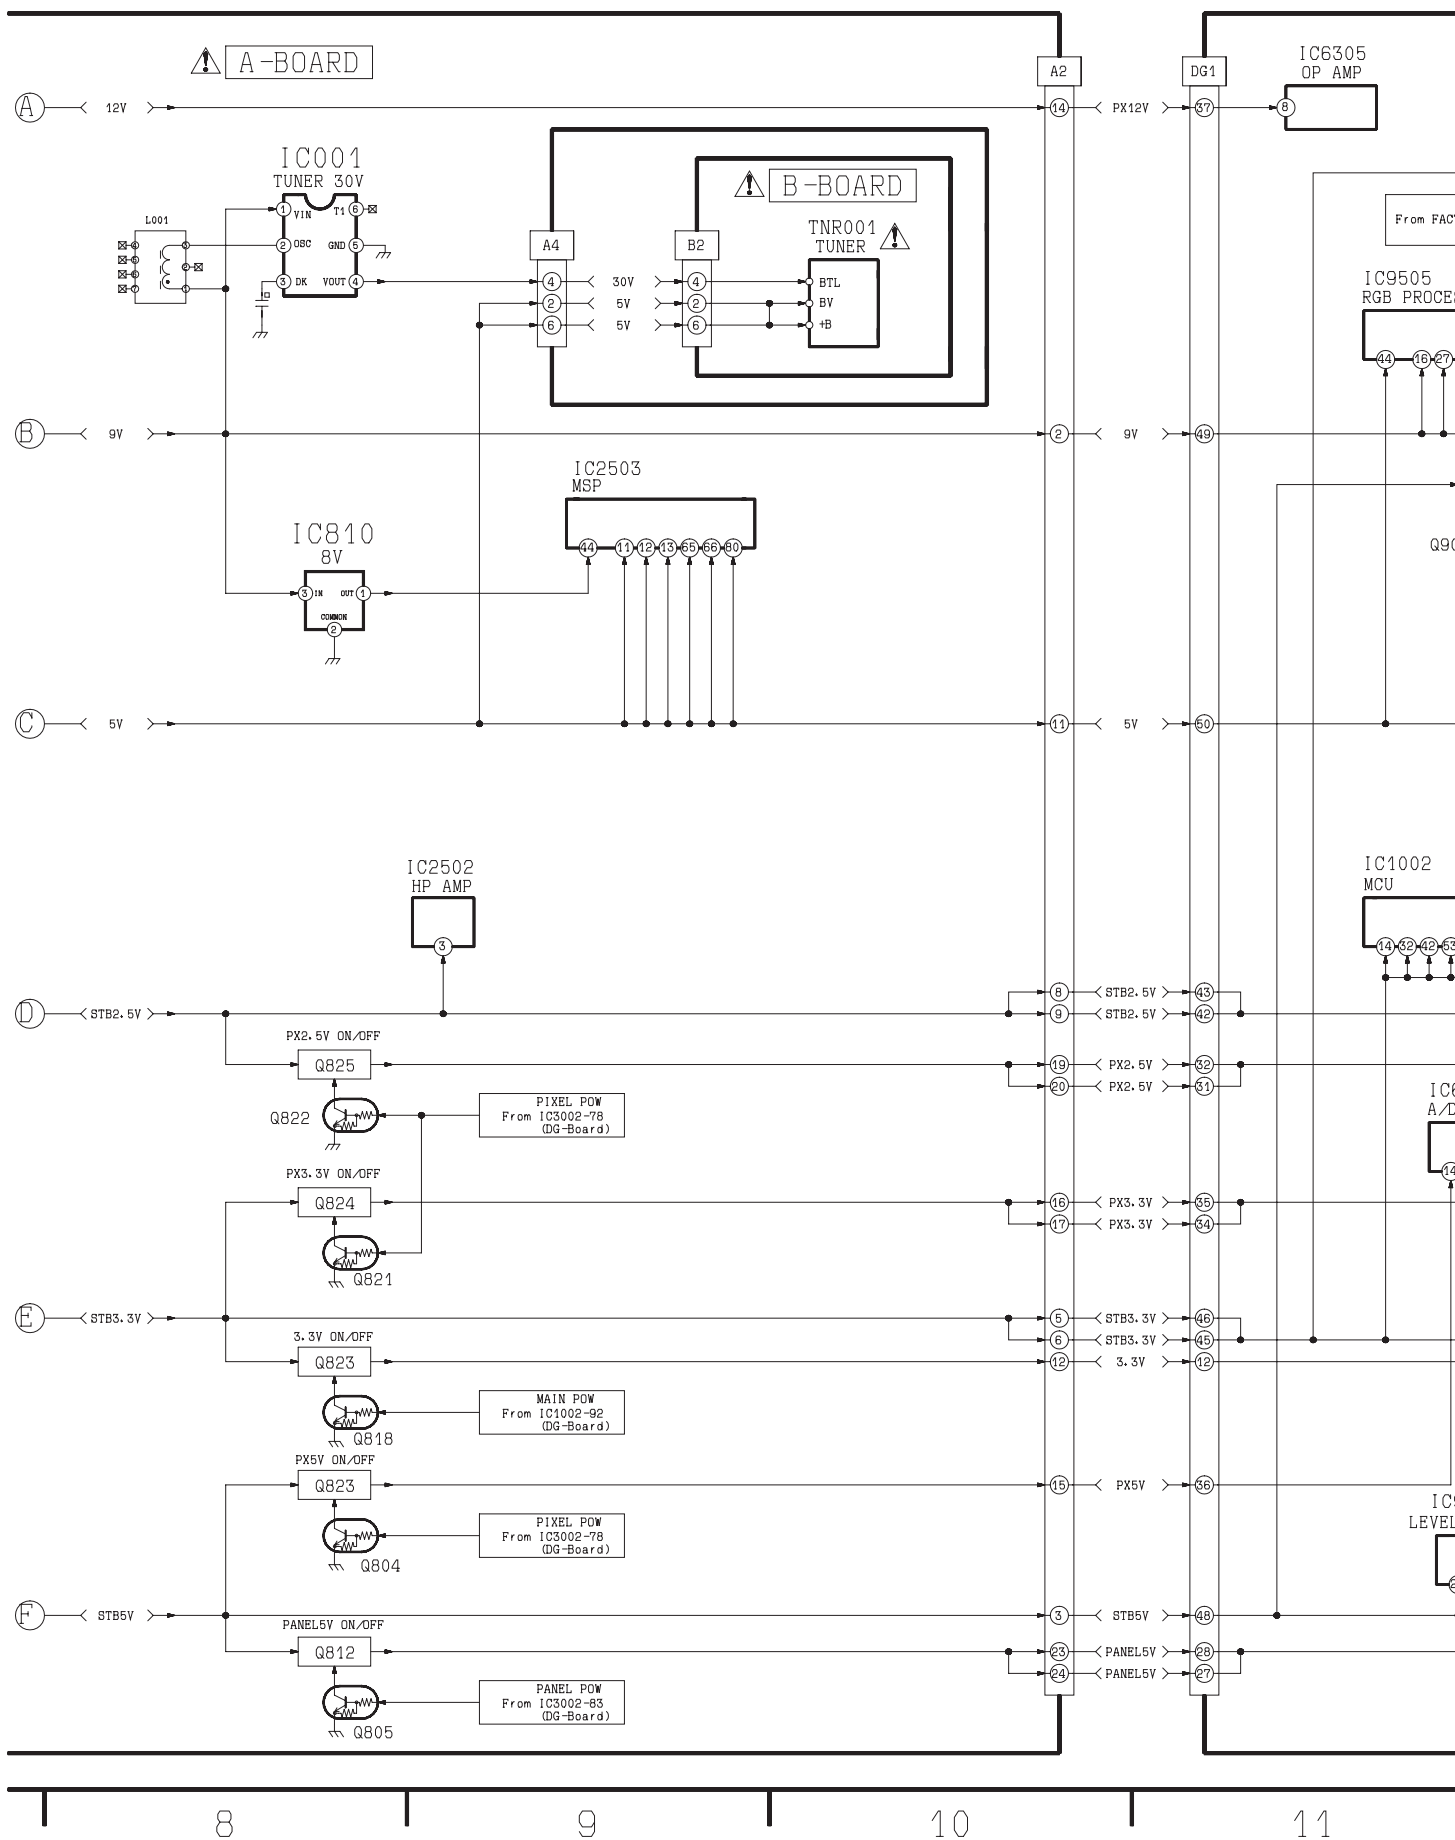 A-BOARD
A2
DG1
IC6305
OP AMP
A
12V
14
PX12V
37
8
IC001
TUNER 30V
L001
1
VIN
T1
6
2
OSC
GND
5
3
DK
VOUT
4
B-BOARD
TNR001
TUNER
A4
B2
4
30V
4
BTL
2
5V
2
BV
6
5V
6
+B
From FAC
IC9505
RGB PROCE
44
16
27
B
9V
2
9V
49
IC2503
MSP
44
11
12
13
65
66
80
IC810
8V
3
IN
OUT
1
COMMON
2
Q90
C
5V
11
5V
50
IC2502
HP AMP
3
IC1002
MCU
14
32
42
53
D
STB2.5V
8
STB2.5V
43
9
STB2.5V
42
PX2.5V ON/OFF
Q825
19
PX2.5V
32
20
PX2.5V
31
Q822
PIXEL POW
From IC3002-78
(DG-Board)
IC6
A/D
14
PX3.3V ON/OFF
Q824
16
PX3.3V
35
17
PX3.3V
34
Q821
E
STB3.3V
5
STB3.3V
46
6
STB3.3V
45
3.3V ON/OFF
Q823
12
3.3V
12
Q818
MAIN POW
From IC1002-92
(DG-Board)
PX5V ON/OFF
Q823
15
PX5V
36
Q804
PIXEL POW
From IC3002-78
(DG-Board)
LEVEL
F
STB5V
3
STB5V
48
PANEL5V ON/OFF
Q812
23
PANEL5V
28
24
PANEL5V
27
Q805
PANEL POW
From IC3002-83
(DG-Board)
8
9
10
11